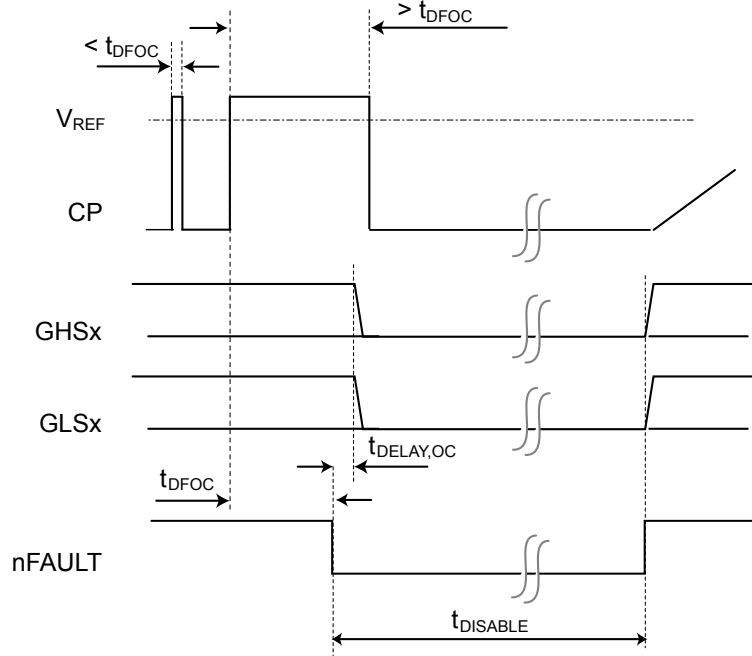 > tDFOC
< tDFOC
VREF
CP
GHSx
GLSx
tDELAY,OC
tDFOC
nFAULT
tDISABLE